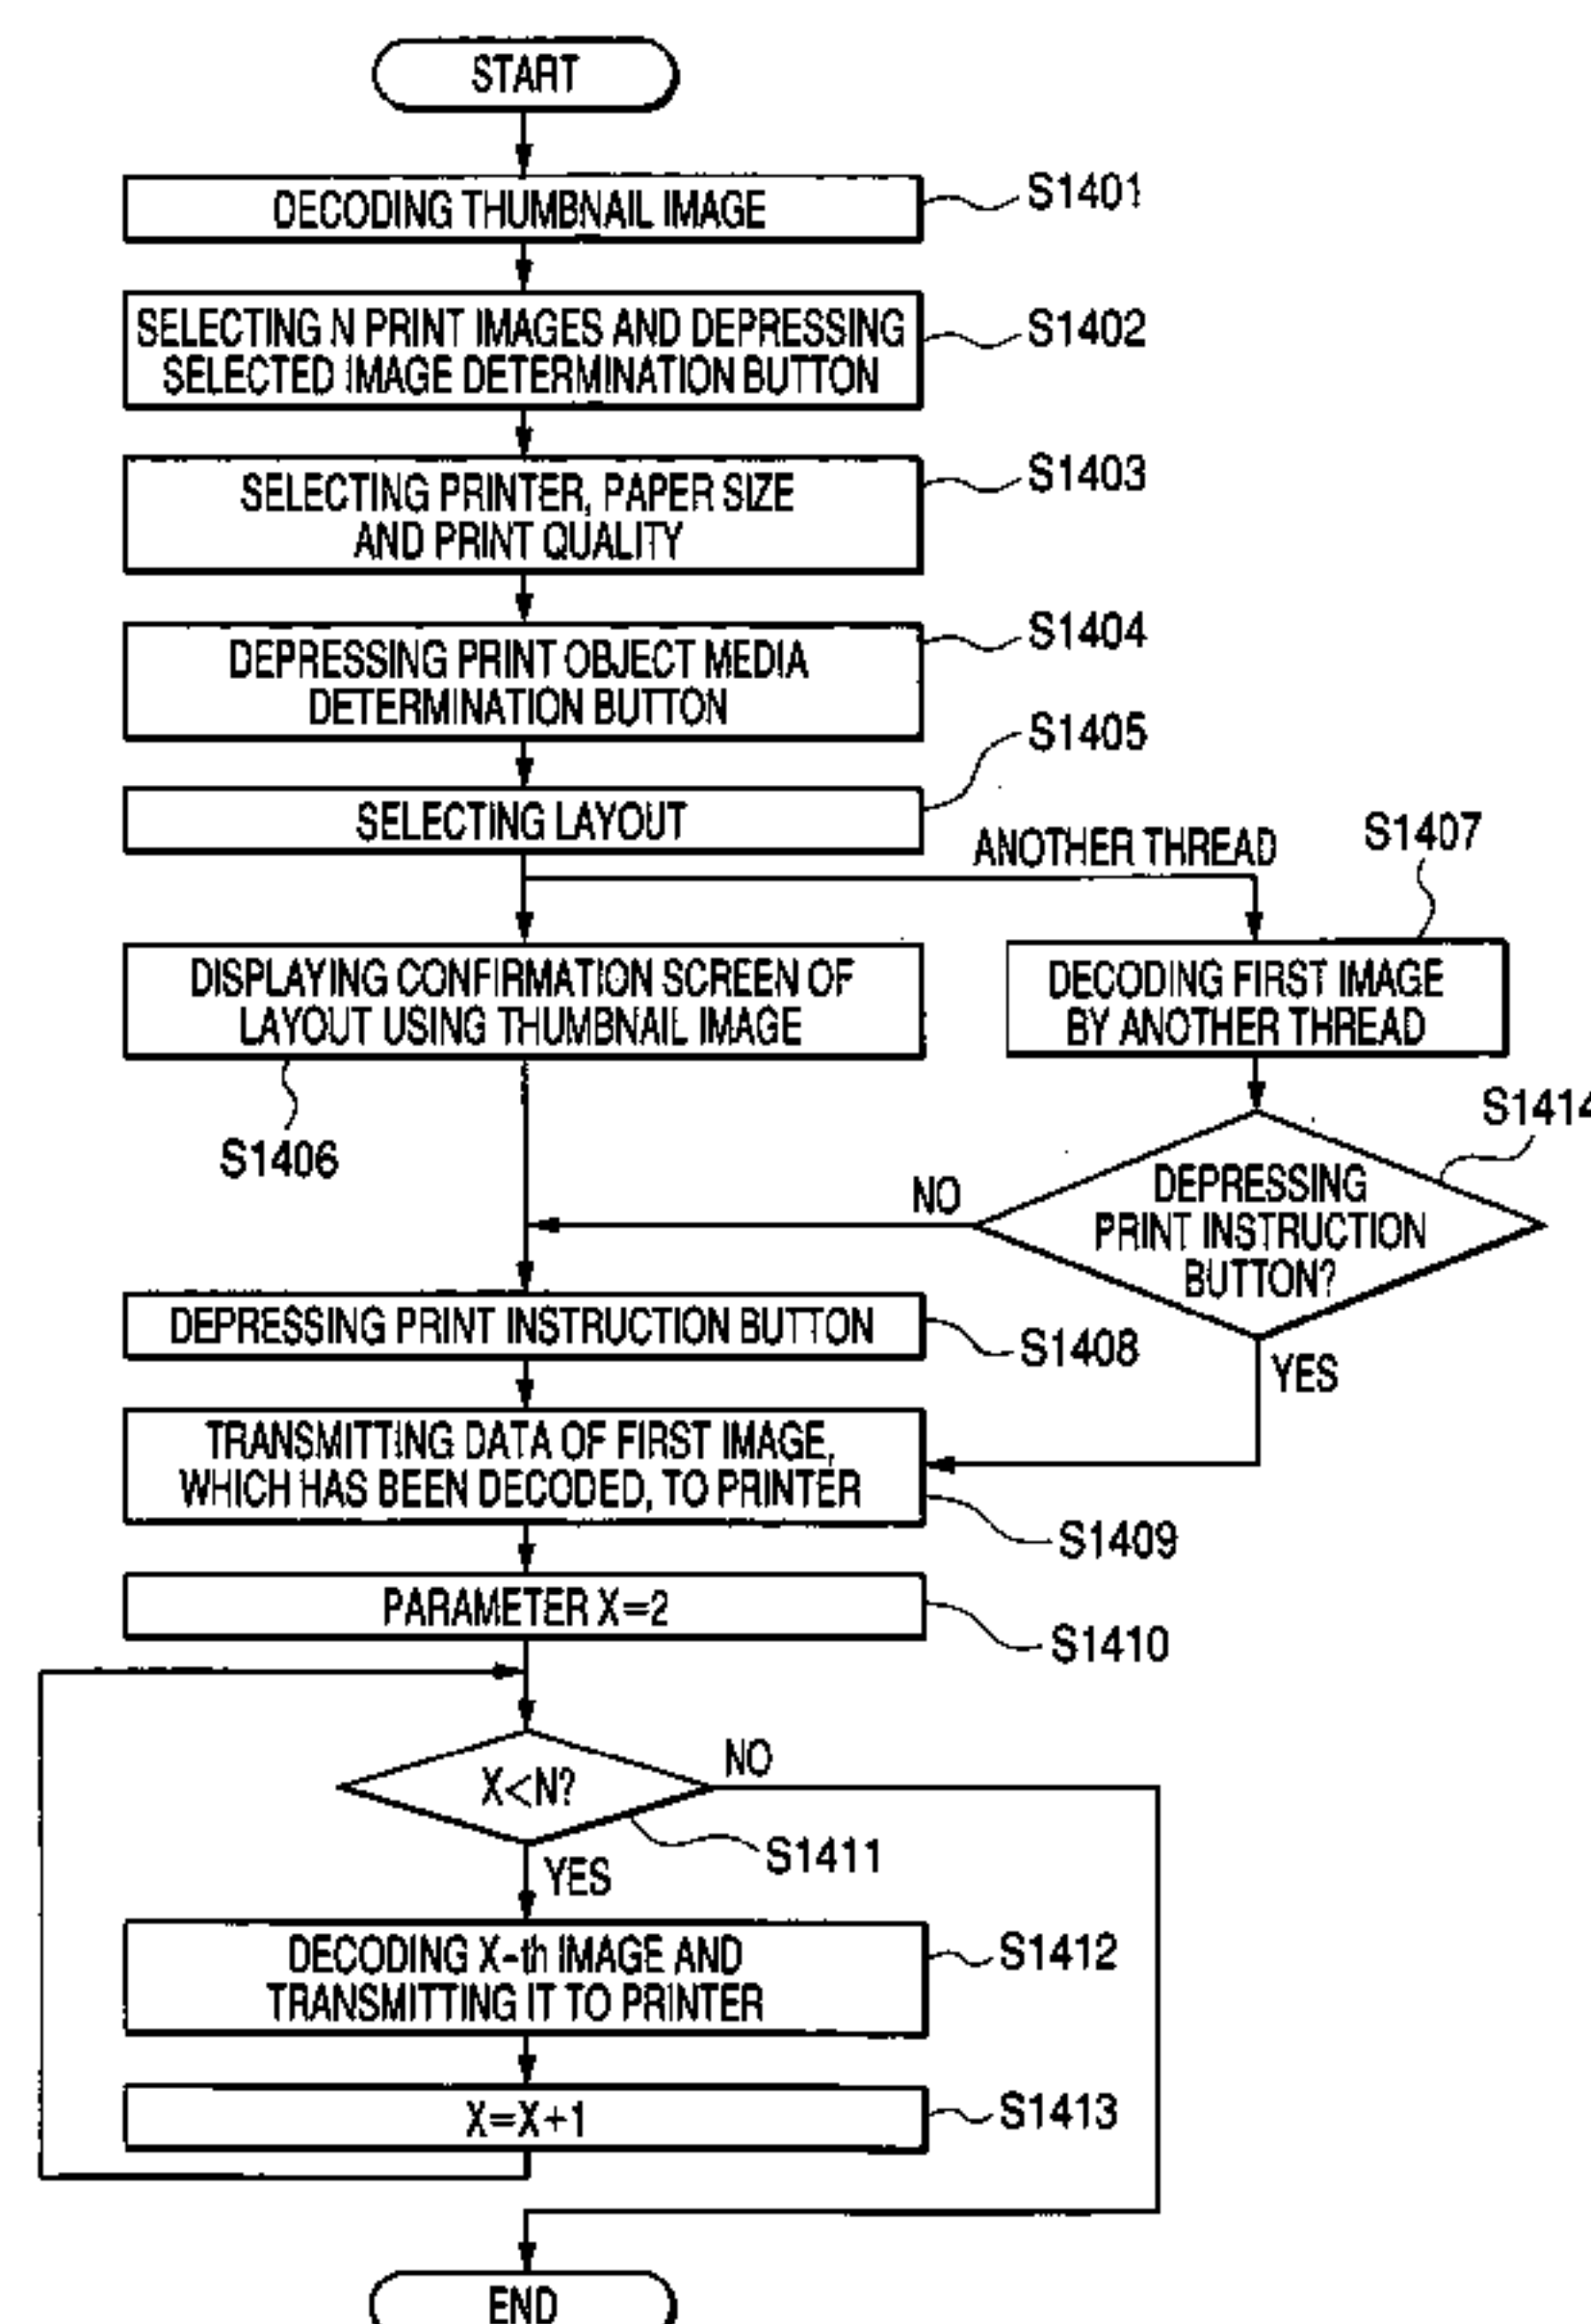 START
DECODING THUMBNAIL IMAGE
S1401
SELECTING N PRINT IMAGES AND DEPRESSING
SELECTED IMAGE DETERMINATION BUTTON
S1402
SELECTING PRINTER, PAPER SIZE
AND PRINT QUALITY
S1403
DEPRESSING PRINT OBJECT MEDIA
DETERMINATION BUTTON
S1404
SELECTING LAYOUT
S1405
ANOTHER THREAD
S1407
DISPLAYING CONFIRMATION SCREEN OF
LAYOUT USING THUMBNAIL IMAGE
S1406
DECODING FIRST IMAGE
BY ANOTHER THREAD
S1414
DEPRESSING
PRINT INSTRUCTION
BUTTON?
NO
YES
DEPRESSING PRINT INSTRUCTION BUTTON
S1408
TRANSMITTING DATA OF FIRST IMAGE,
WHICH HAS BEEN DECODED, TO PRINTER
S1409
PARAMETER X=2
S1410
X<N?
NO
S1411
YES
DECODING X-th IMAGE AND
TRANSMITTING IT TO PRINTER
S1412
X=X+1
S1413
END